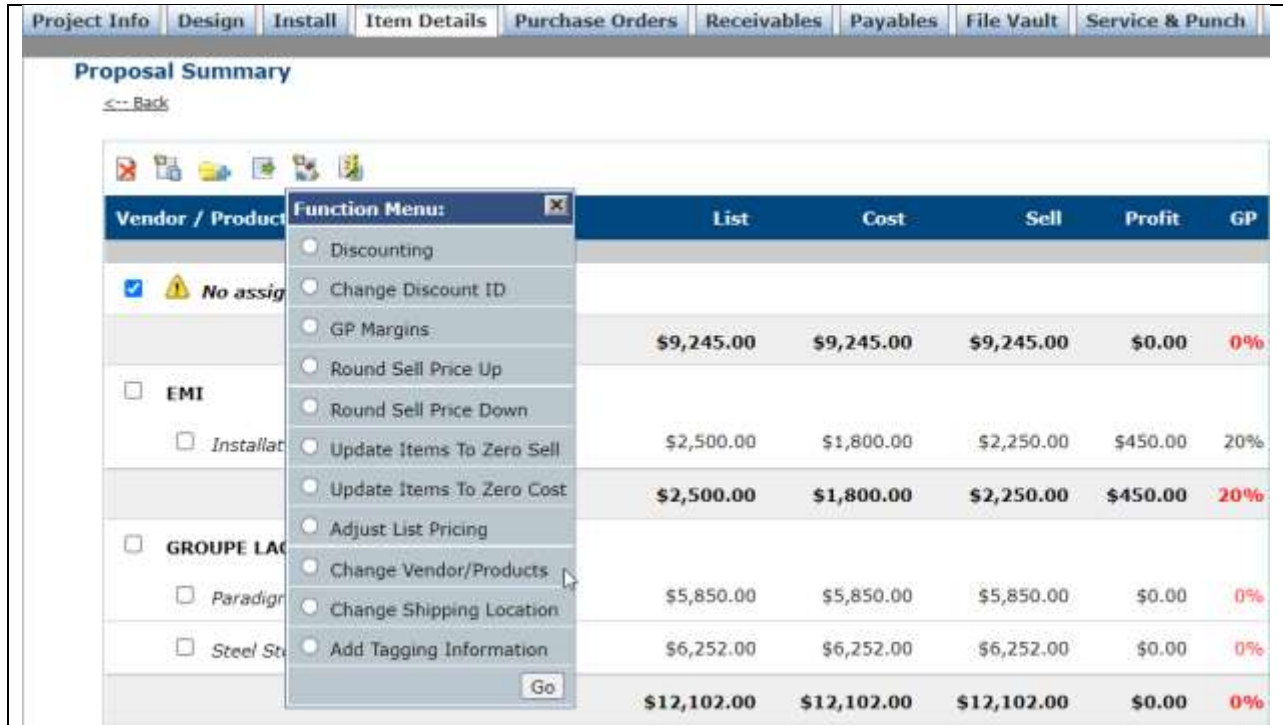 Project Info Design Install Item Details Purchase Orders Receivables Payables File Vault Service & Punch
Proposal Summary
<-- Back
Vendor / Product List Cost Sell Profit GP
Function Menu:
Discounting
No assig Change Discount ID
GP Margins
$9,245.00 $9,245.00 $9,245.00 $0.00 0%
Round Sell Price Up
EMI
Round Sell Price Down
Installat Update Items To Zero Sell $2,500.00 $1,800.00 $2,250.00 $450.00 20%
Update Items To Zero Cost $2,500.00 $1,800.00 $2,250.00 $450.00 20%
Adjust List Pricing
GROUPE LAC
Change Vendor/Products
Paradigr $5,850.00 $5,850.00 $5,850.00 $0.00 0%
Change Shipping Location
Steel Ste Add Tagging Information $6,252.00 $6,252.00 $6,252.00 $0.00 0%
Go
$12,102.00 $12,102.00 $12,102.00 $0.00 0%